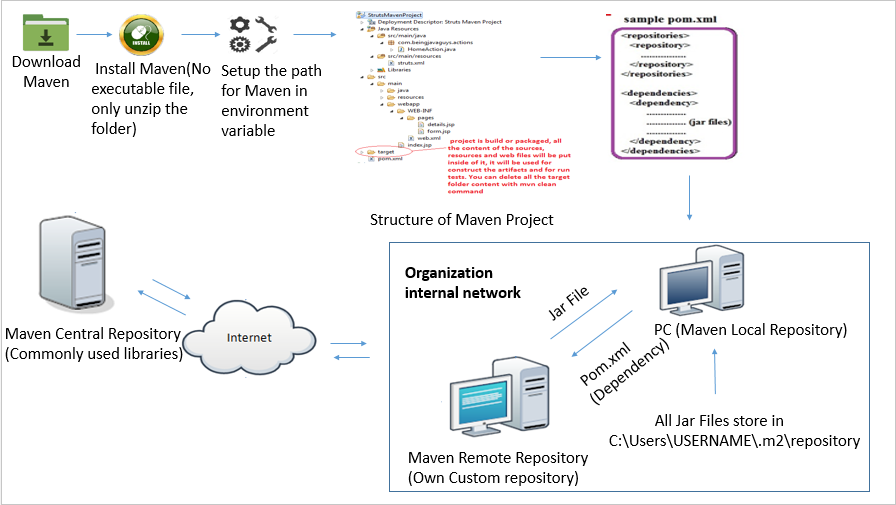 Download
Maven
INSTALL
Install Maven(No
executable file,
only unzip the
folder)
Setup the path
for Maven in
environment
variable
StrutsMavenProject
Deployment Descriptor: Struts Maven Project
Java Resources
src/main/java
com.beingjavaguys.actions
HomeAction.java
src/main/resources
struts.xml
Libraries
src
main
java
resources
webapp
WEB-INF
pages
details.jsp
form.jsp
web.xml
index.jsp
target
pom.xml
project is build or packaged, all
the content of the sources,
resources and web files will be put
inside of it, it will be used for
construct the artifacts and for run
tests. You can delete all the target
folder content with mvn clean
command
Structure of Maven Project
sample pom.xml
<repositories>
<repository>
...............
</repository>
</repositories>
<dependencies>
<dependency>
...............
............... (jar files)
...............
</dependency>
</dependencies>
Maven Central Repository
(Commonly used libraries)
Internet
Organization
internal network
Jar File
Pom.xml
(Dependency)
PC (Maven Local Repository)
Maven Remote Repository
(Own Custom repository)
All Jar Files store in
C:\Users\USERNAME\.m2\repository